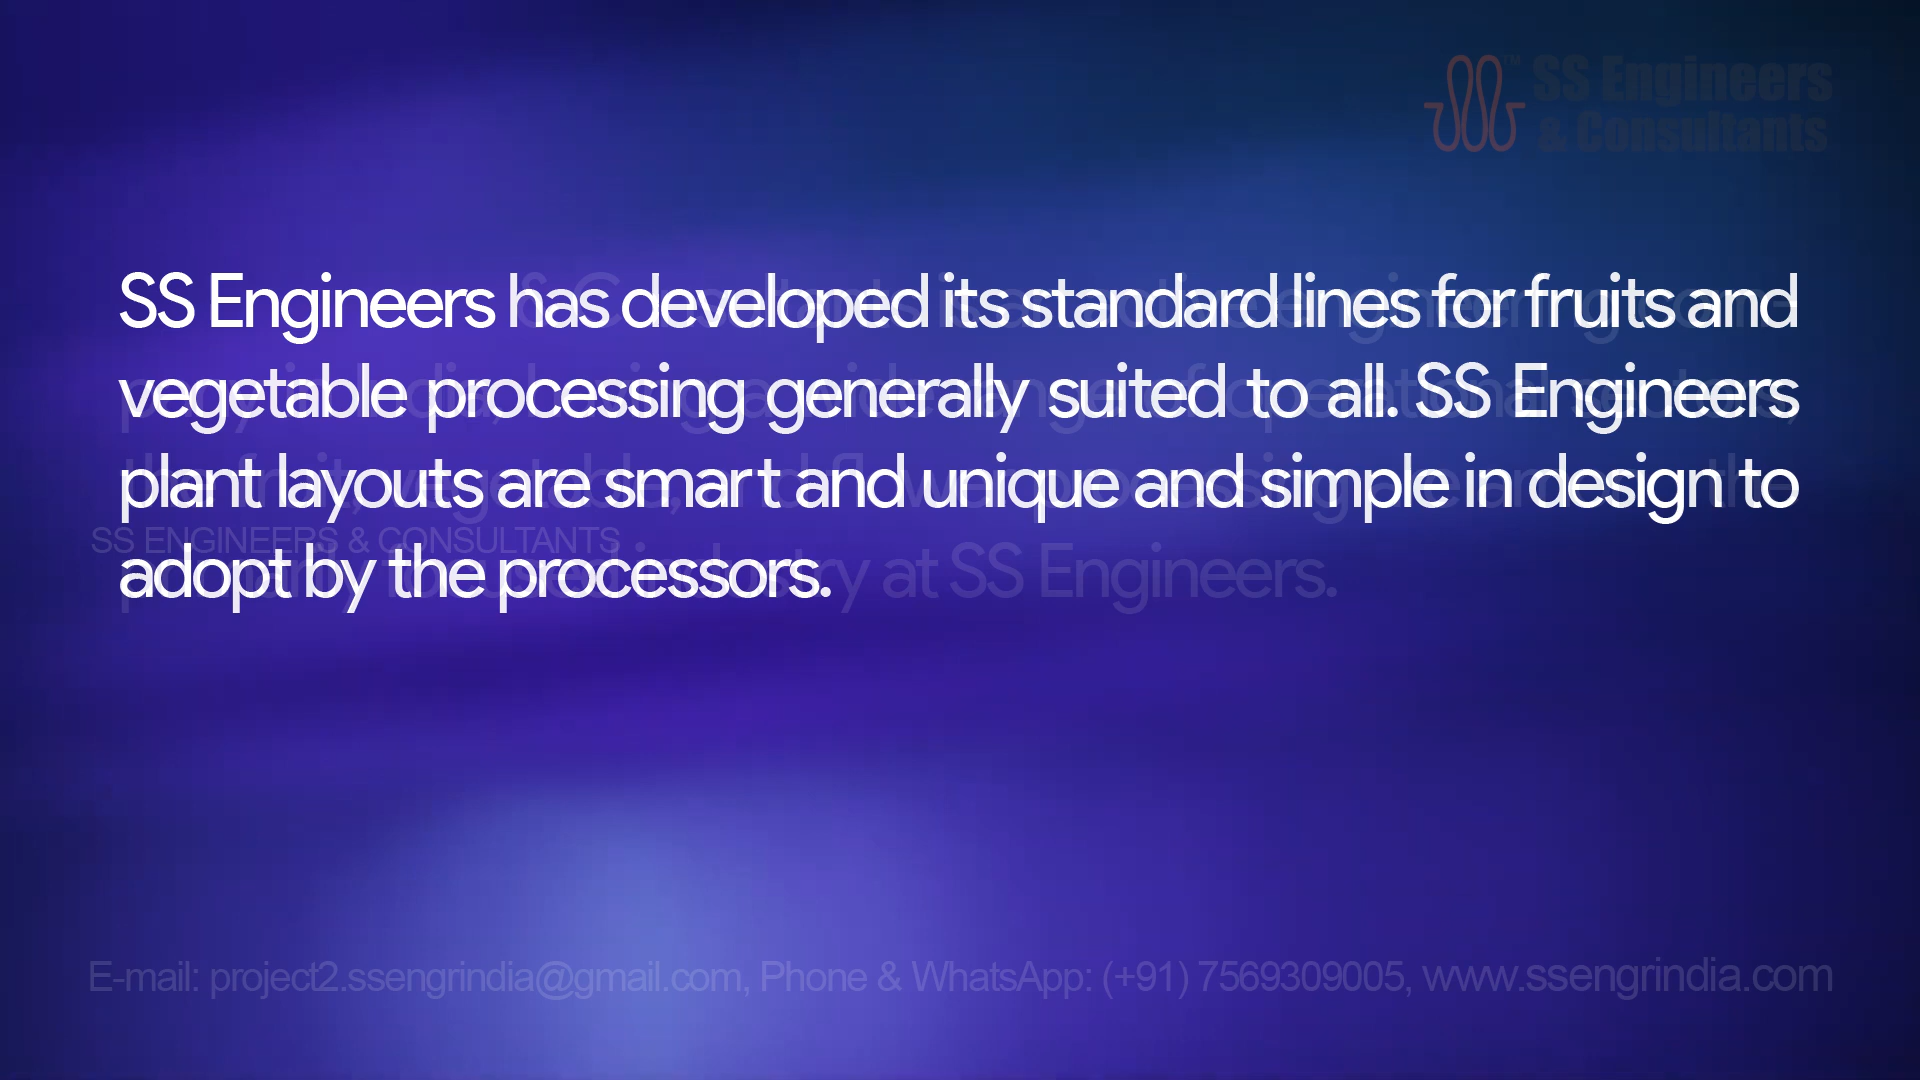 SS Engineers
& Consultants
SS Engineers has developed its standard lines for fruits and
vegetable processing generally suited to all. SS Engineers,
plant layouts are smart and unique and simple in design to
SS ENGINEERS & CONSULTANTS
adopt by the processors.
at SS Engineers.
E-mail: project2.ssengrindia@gmail.com, Phone & WhatsApp: (+91) 7569309005, www.ssengrindia.com